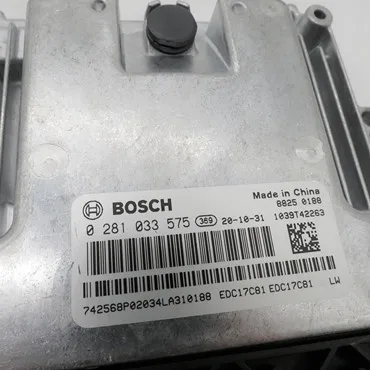 BOSCH
Made in China
8825 0188
0 281 033 575 369 20-10-31 1039T42263
742568P02034LA310188 EDC17C81 EDC17C81 LW